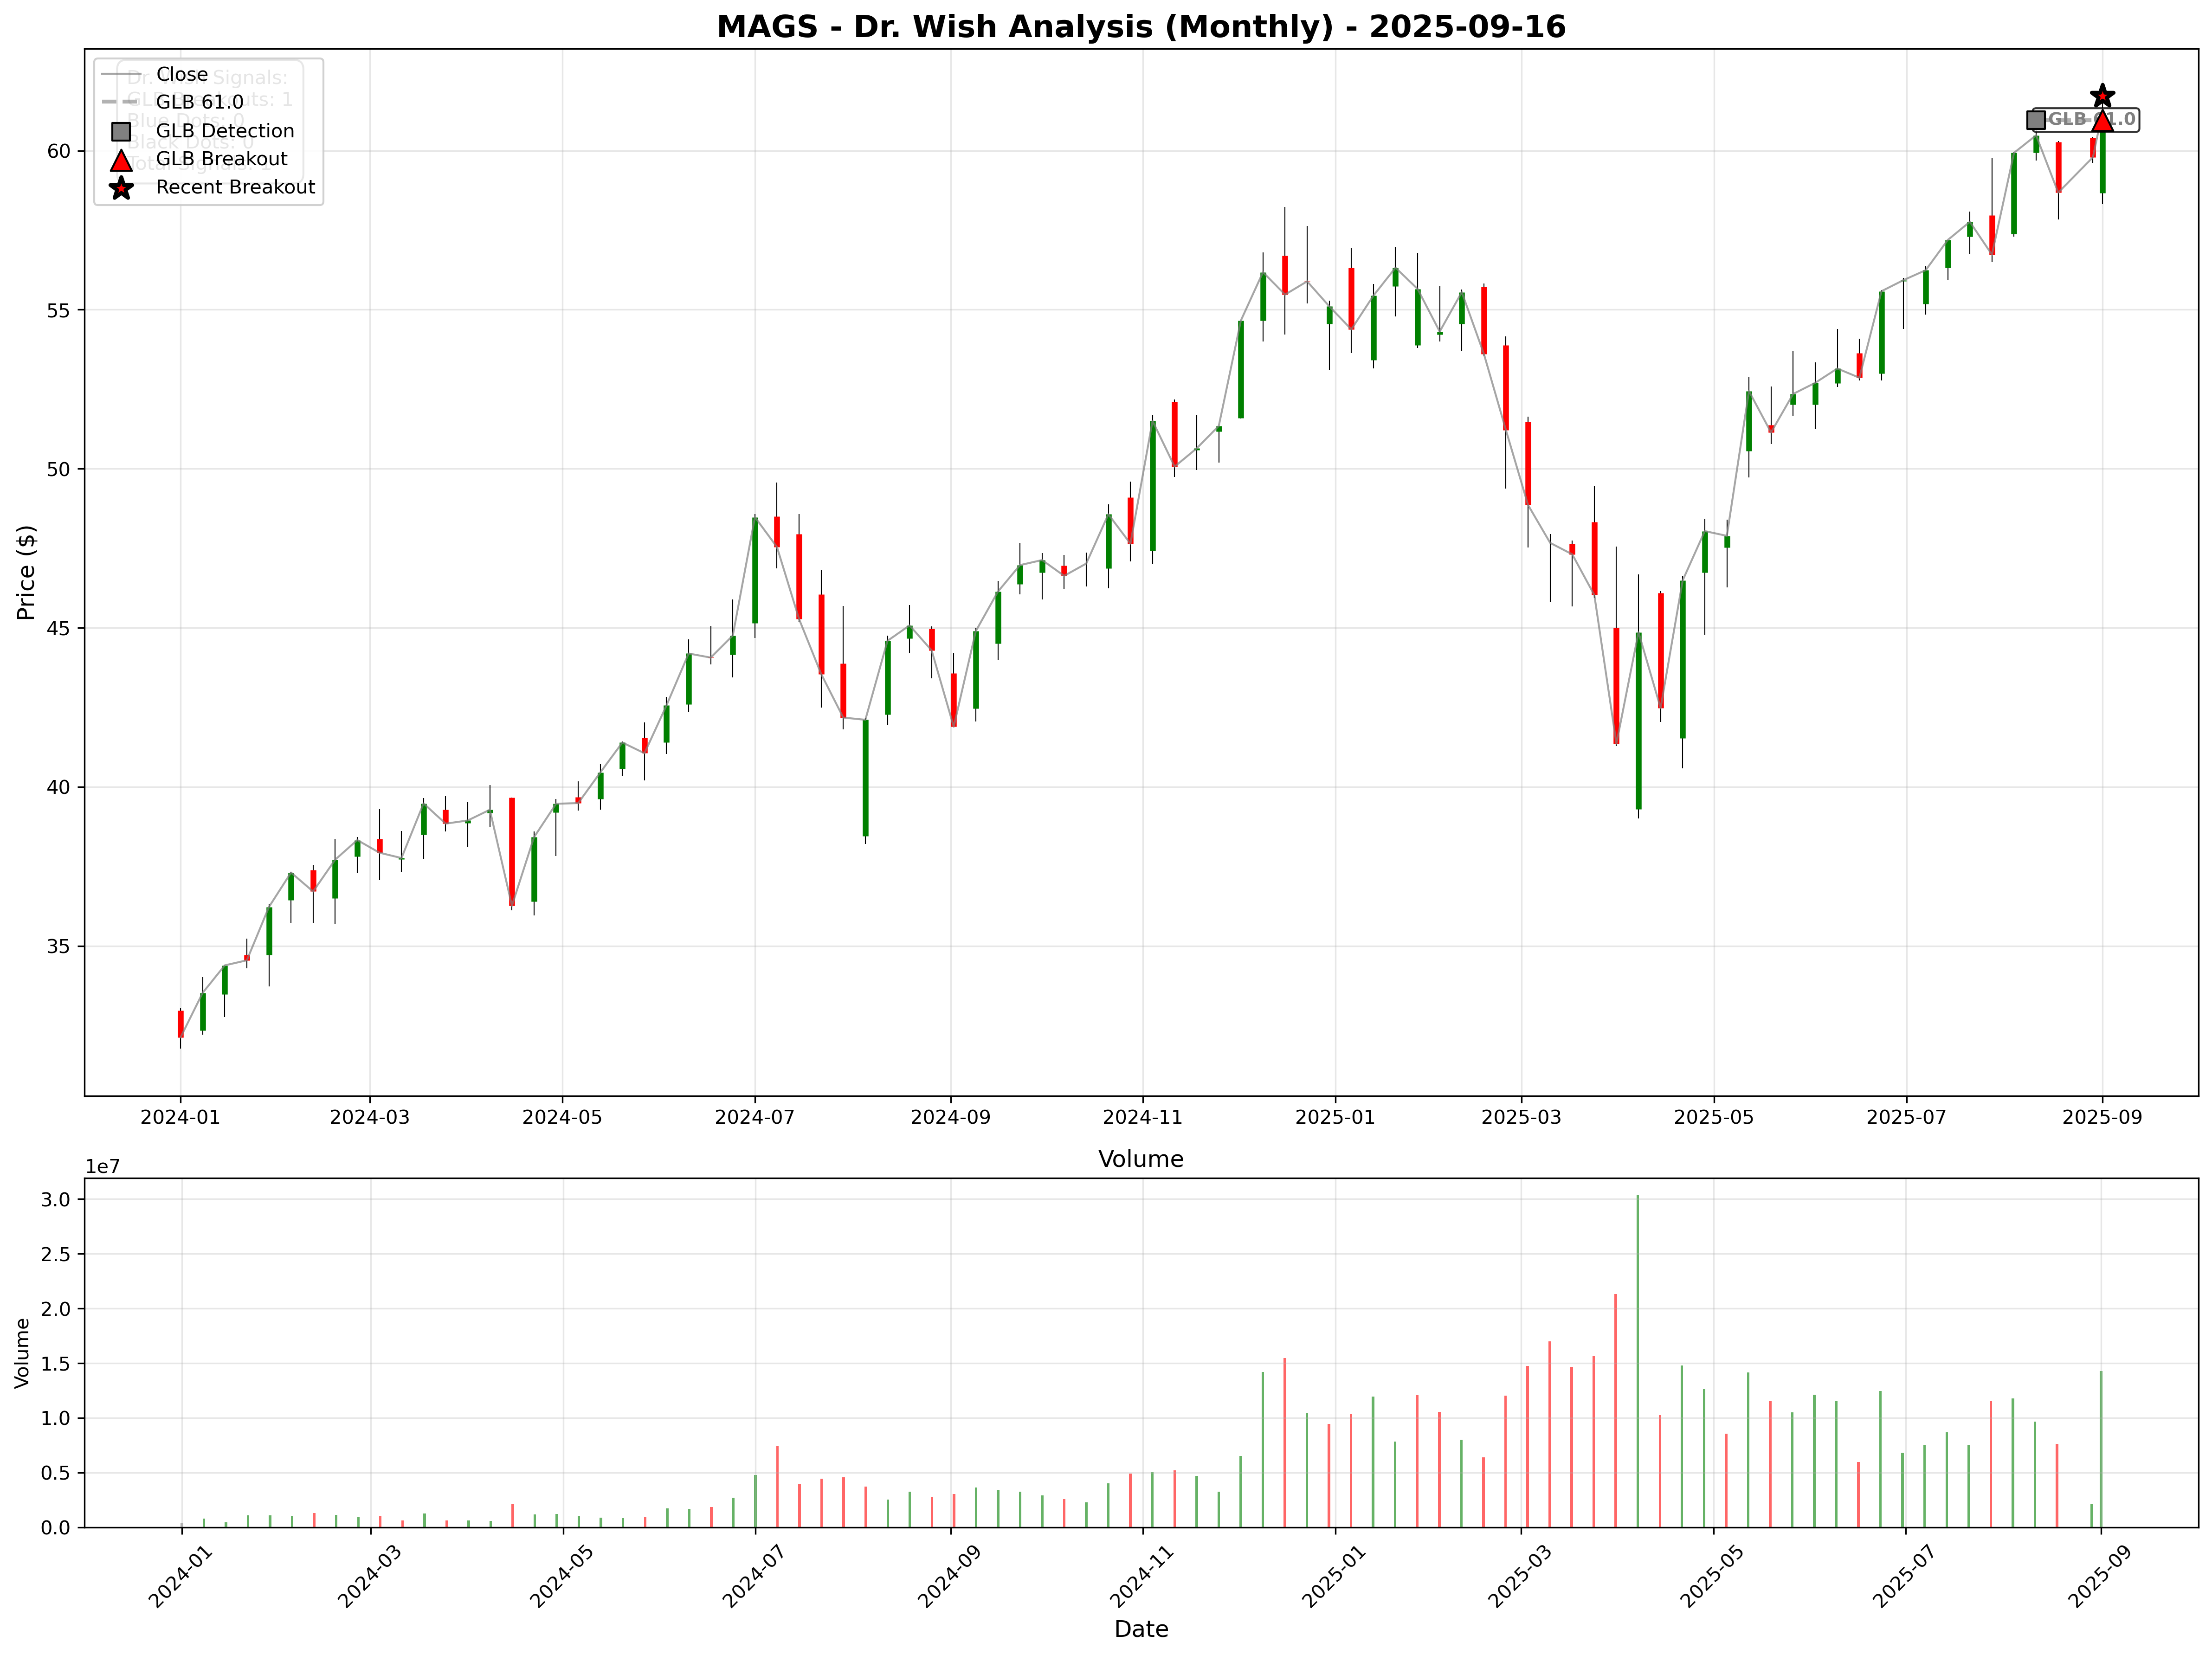 MAGS - Dr. Wish Analysis (Monthly) - 2025-09-16
Close
GLB 61.0
GLB Detection
GLB Breakout
Recent Breakout
Signals:
Blue Dots: 0
Black Dots: 0
GLB
Price ($)
60
55
50
45
40
35
2024-01
2024-03
2024-05
2024-07
2024-09
2024-11
2025-01
2025-03
2025-05
2025-07
2025-09
Volume
1e7
Volume
3.0
2.5
2.0
1.5
1.0
0.5
0.0
2024-01
2024-03
2024-05
2024-07
2024-09
2024-11
2025-01
2025-03
2025-05
2025-07
2025-09
Date